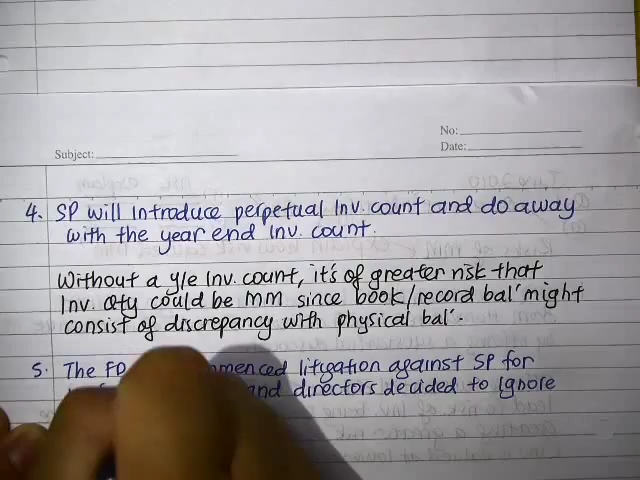 No:
Subject:
Date:
4. SP will introduce perpetual Inv. count and do away
with the year end Inv. count.
Without a y/e Inv. count, it's of greater risk that
Inv. Qty could be MM since book/record bal' might
consist of discrepancy with physical bal'.
5. The FD menced litigation against SP for
and directors decided to ignore